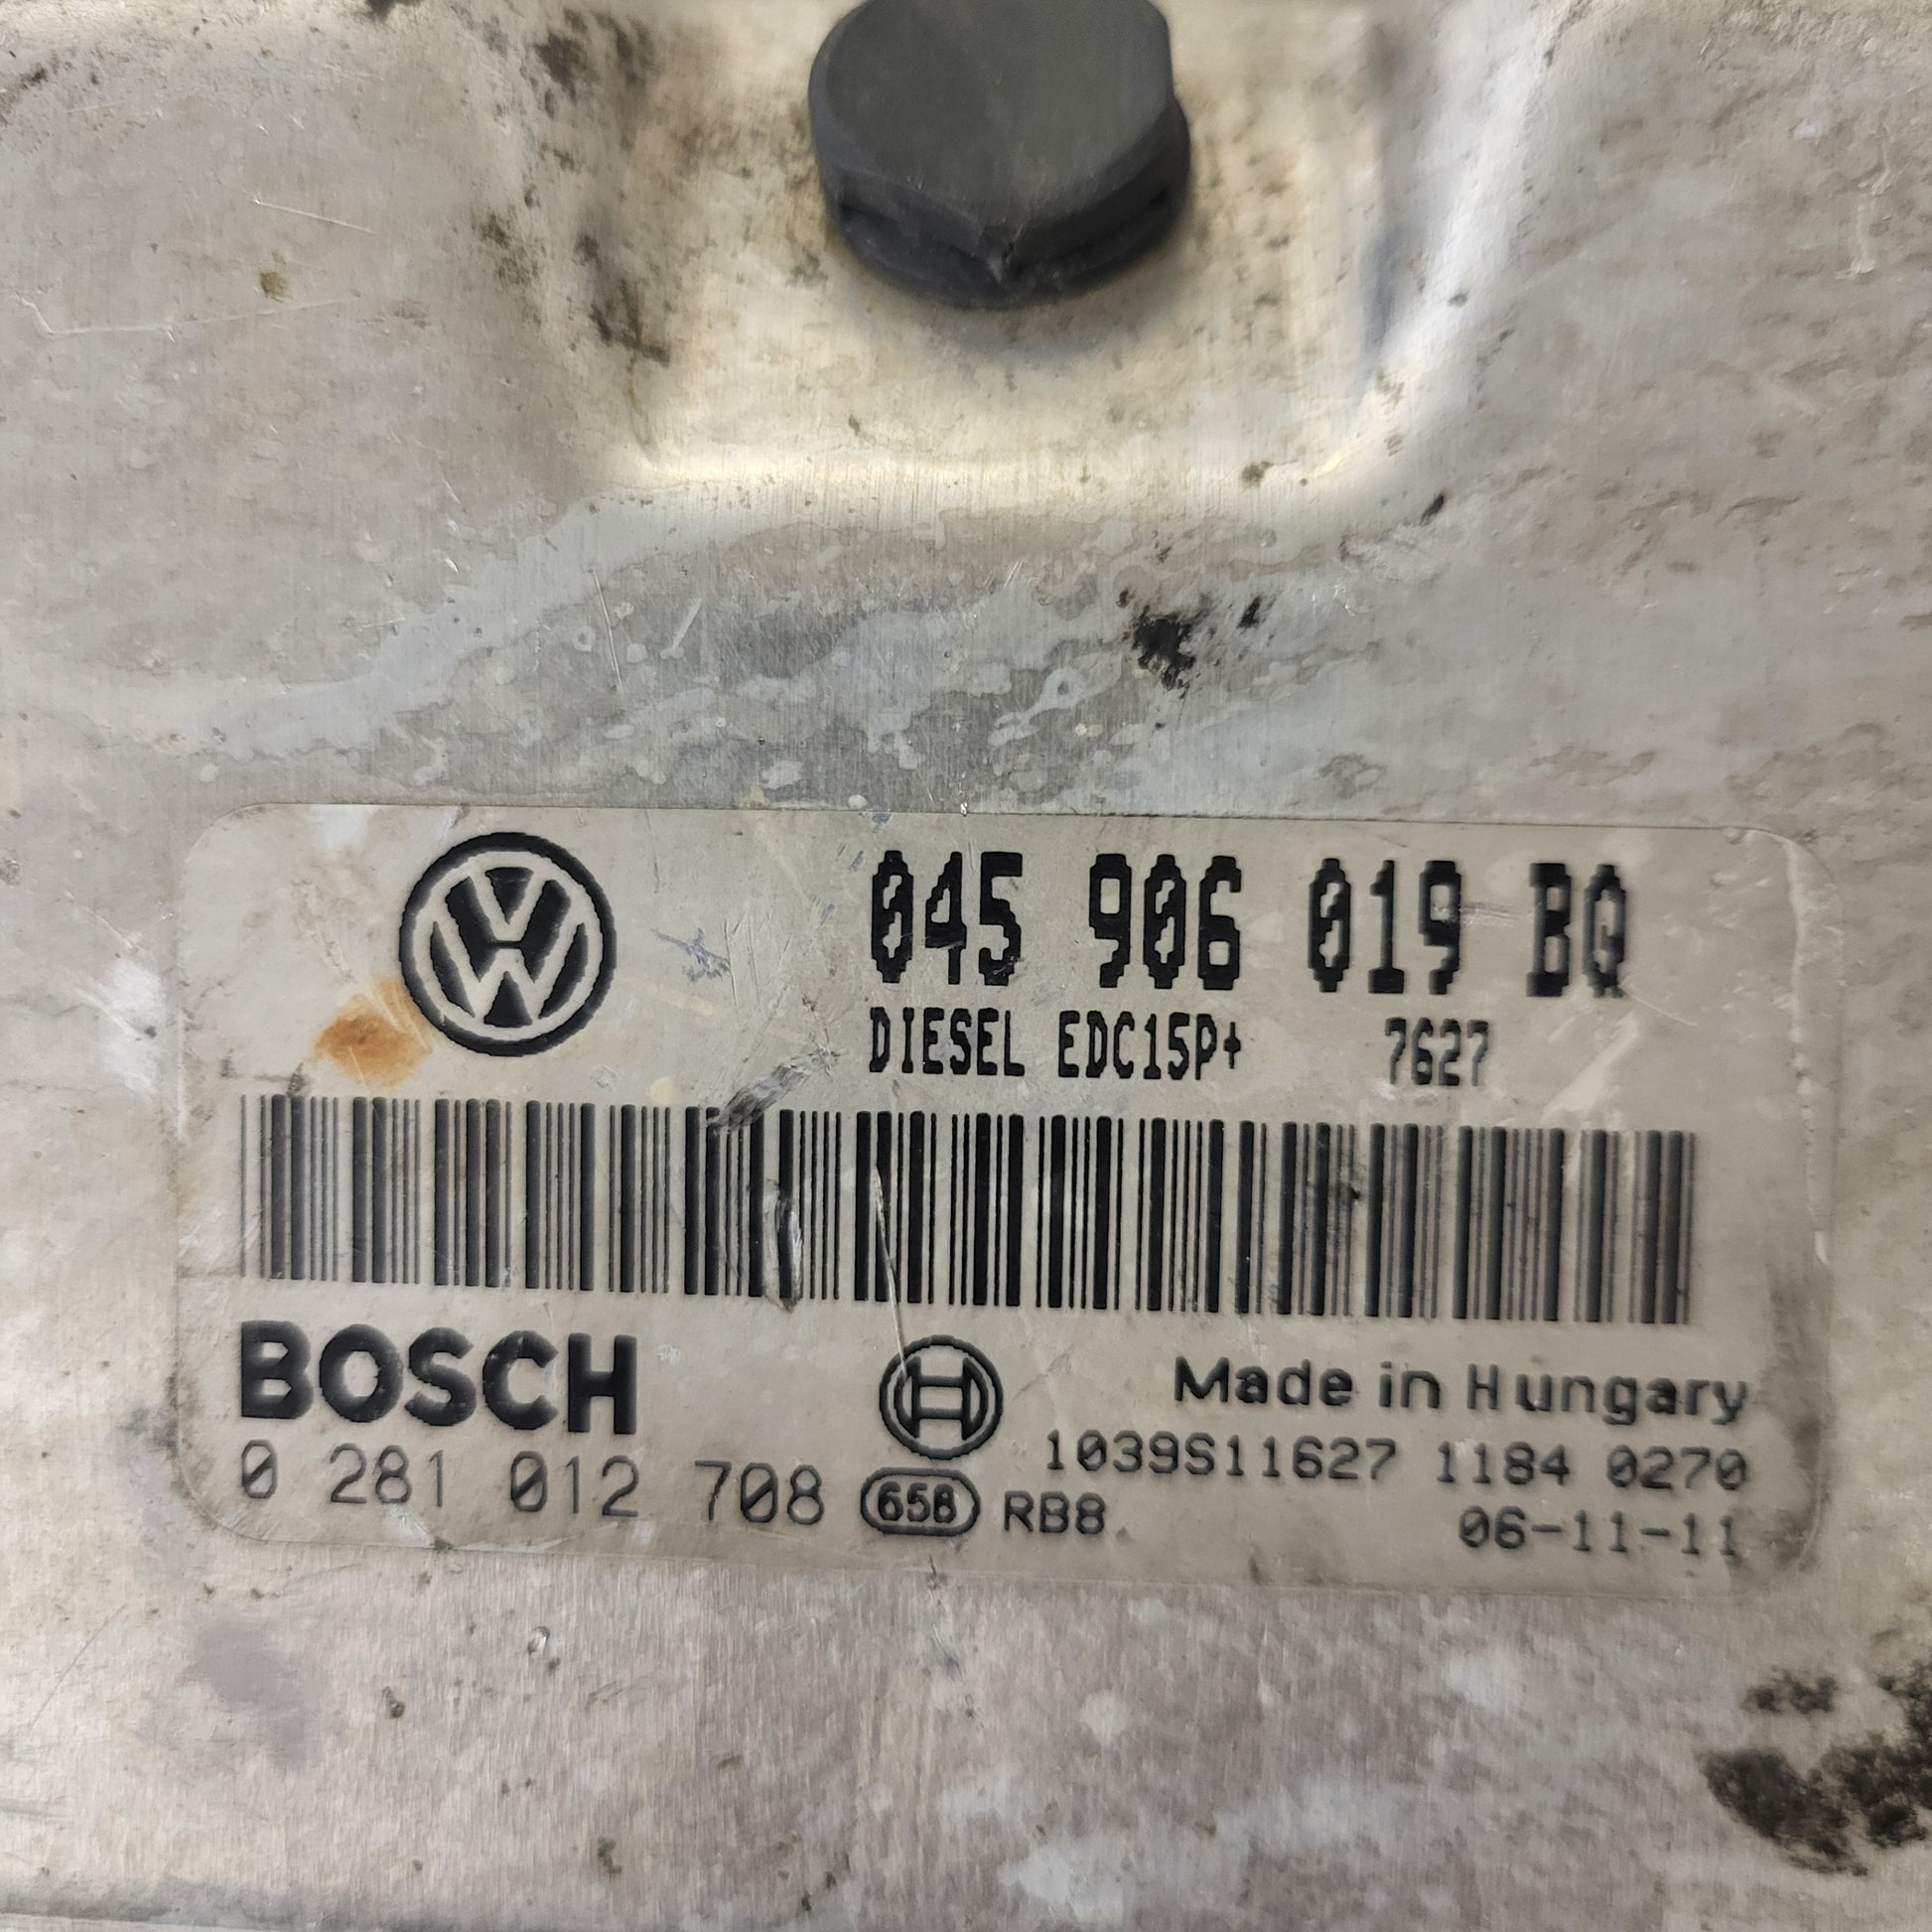 045 906 019 BQ
DIESEL EDC15P+ 7627
BOSCH
Made in Hungary
1039S11627 1184 0270
0 281 012 708 658 RB8
06-11-11